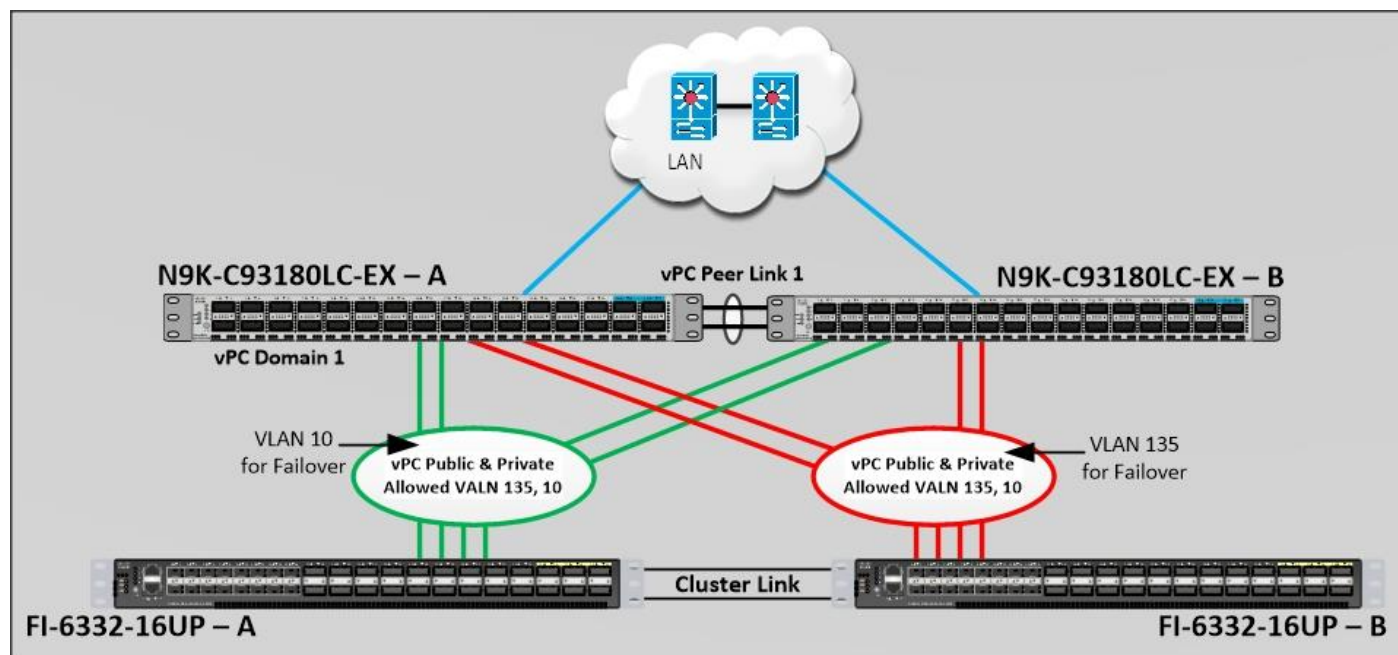 LAN
N9K-C93180LC-EX – A
vPC Peer Link 1
N9K-C93180LC-EX – B
vPC Domain 1
VLAN 10
for Failover
vPC Public & Private
Allowed VALN 135, 10
vPC Public & Private
Allowed VALN 135, 10
VLAN 135
for Failover
Cluster Link
FI-6332-16UP – A
FI-6332-16UP – B